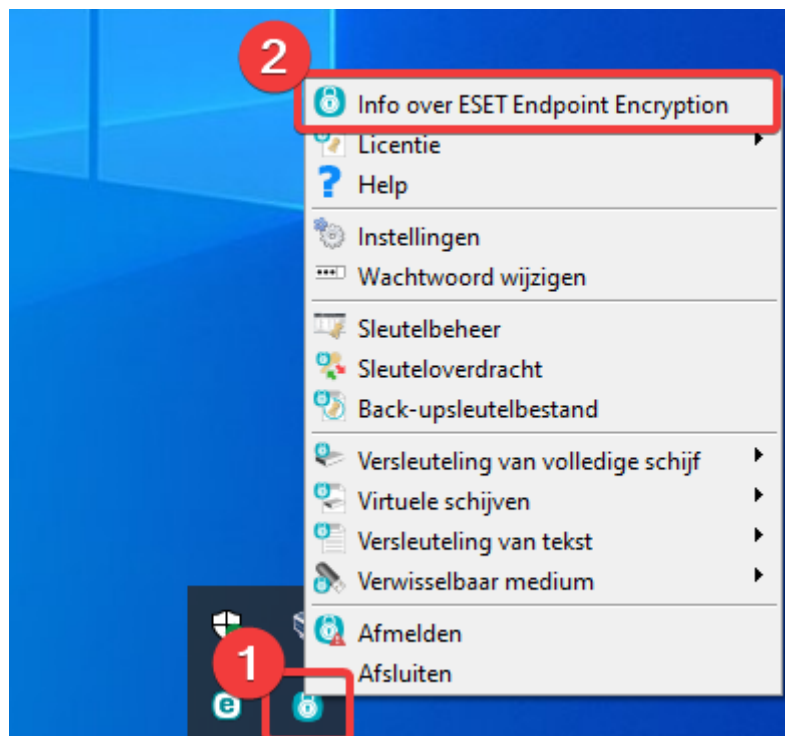 2
Info over ESET Endpoint Encryption
Licentie
Help
Instellingen
Wachtwoord wijzigen
Sleutelbeheer
Sleuteloverdracht
Back-upsleutelbestand
Versleuteling van volledige schijf
Virtuele schijven
Versleuteling van tekst
Verwisselbaar medium
Afmelden
Afsluiten
1
e